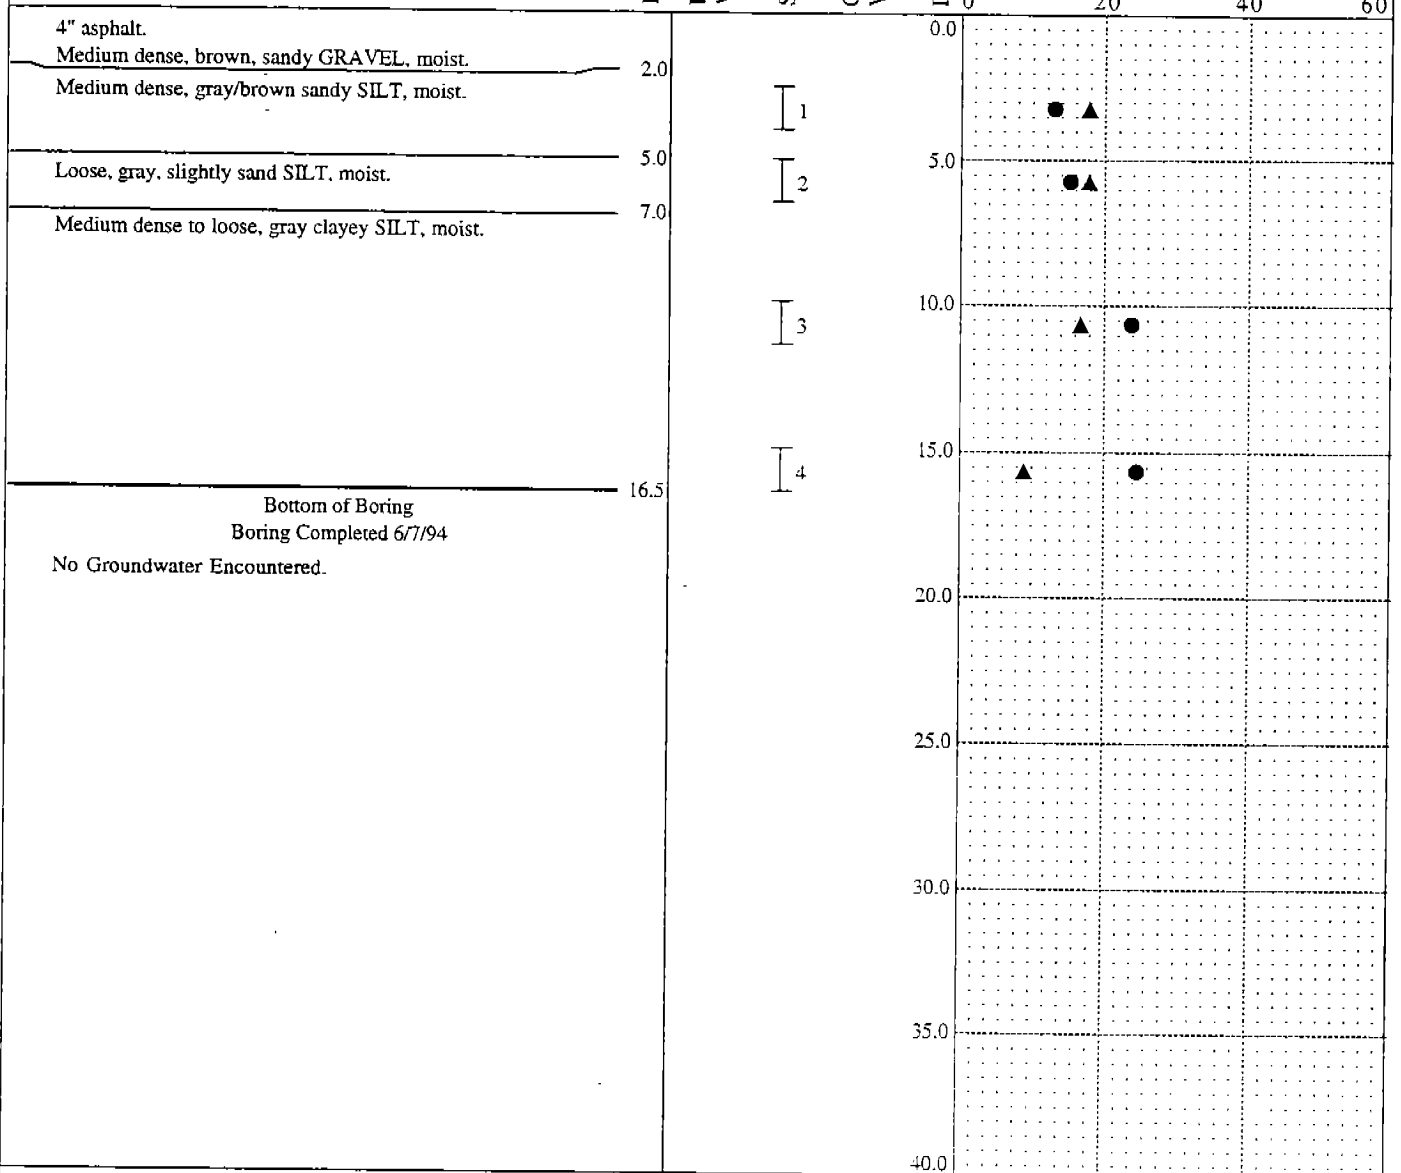 0 20 40 60
4" asphalt.
Medium dense, brown, sandy GRAVEL, moist.
2.0
Medium dense, gray/brown sandy SILT, moist.
1
5.0
Loose, gray, slightly sand SILT, moist.
2
7.0
Medium dense to loose, gray clayey SILT, moist.
3
4
16.5
Bottom of Boring
Boring Completed 6/7/94
No Groundwater Encountered.
0.0
5.0
10.0
15.0
20.0
25.0
30.0
35.0
40.0